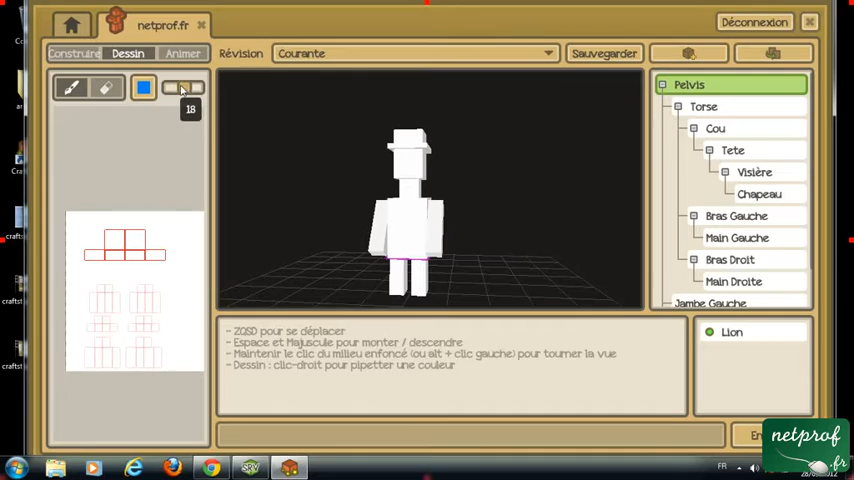 netprof.fr
Déconnexion
Construire Dessin Animer Révision Courante Sauvegarder
18
Pelvis
Torse
Cou
Tete
Visière
Chapeau
Bras Gauche
Main Gauche
Bras Droit
Main Droite
Jambe Gauche
- ZQSD pour se déplacer
- Espace et Majuscule pour monter / descendre
- Maintenir le clic du milieu enfoncé (ou alt + clic gauche) pour tourner la vue
- Dessin : clic-droit pour pipetter une couleur
Lion
netprof
.fr
SRV
FR